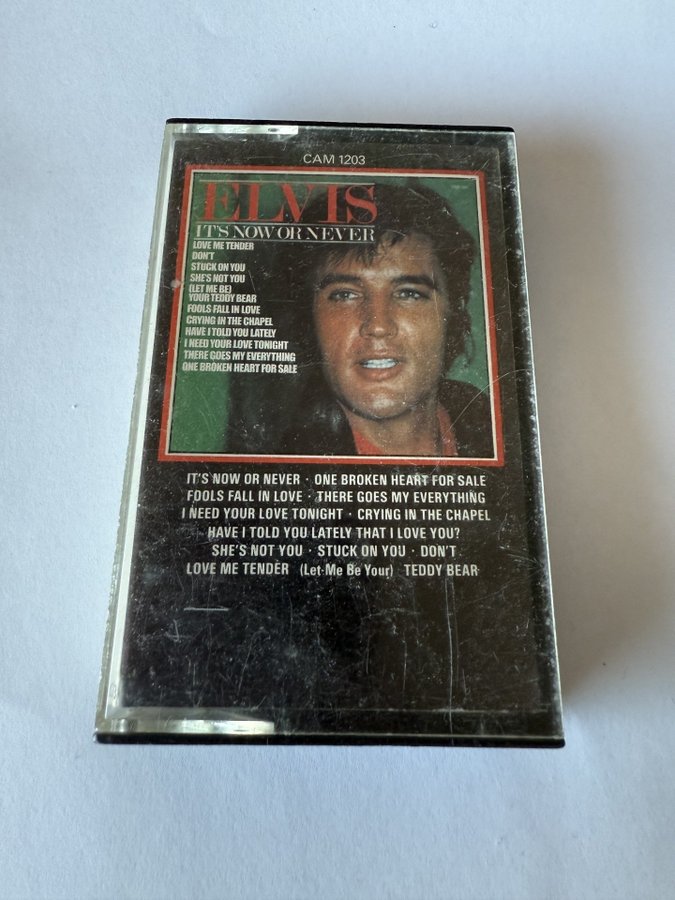 CAM 1203
ELVIS
IT'S NOW OR NEVER
LOVE ME TENDER
DON'T
STUCK ON YOU
SHE'S NOT YOU
(LET ME BE)
YOUR TEDDY BEAR
FOOLS FALL IN LOVE
CRYING IN THE CHAPEL
HAVE I TOLD YOU LATELY
I NEED YOUR LOVE TONIGHT
THERE GOES MY EVERYTHING
ONE BROKEN HEART FOR SALE
IT'S NOW OR NEVER · ONE BROKEN HEART FOR SALE
FOOLS FALL IN LOVE · THERE GOES MY EVERYTHING
I NEED YOUR LOVE TONIGHT · CRYING IN THE CHAPEL
HAVE I TOLD YOU LATELY THAT I LOVE YOU?
SHE'S NOT YOU · STUCK ON YOU · DON'T
LOVE ME TENDER (Let Me Be Your) TEDDY BEAR